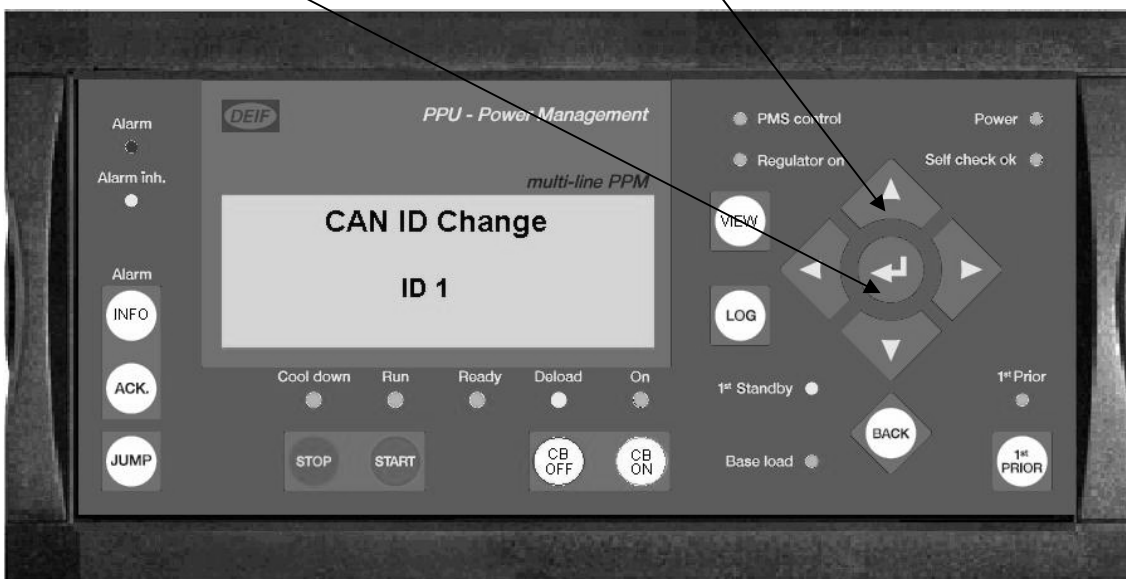 DEIF
PPU - Power Management
multi-line PPM
CAN ID Change
ID 1
Alarm
Alarm inh.
Alarm
INFO
ACK.
JUMP
Cool down
Run
Ready
Deload
On
STOP
START
CB
OFF
CB
ON
PMS control
Power
Regulator on
Self check ok
VIEW
LOG
1st Standby
1st Prior
BACK
Base load
1st
PRIOR